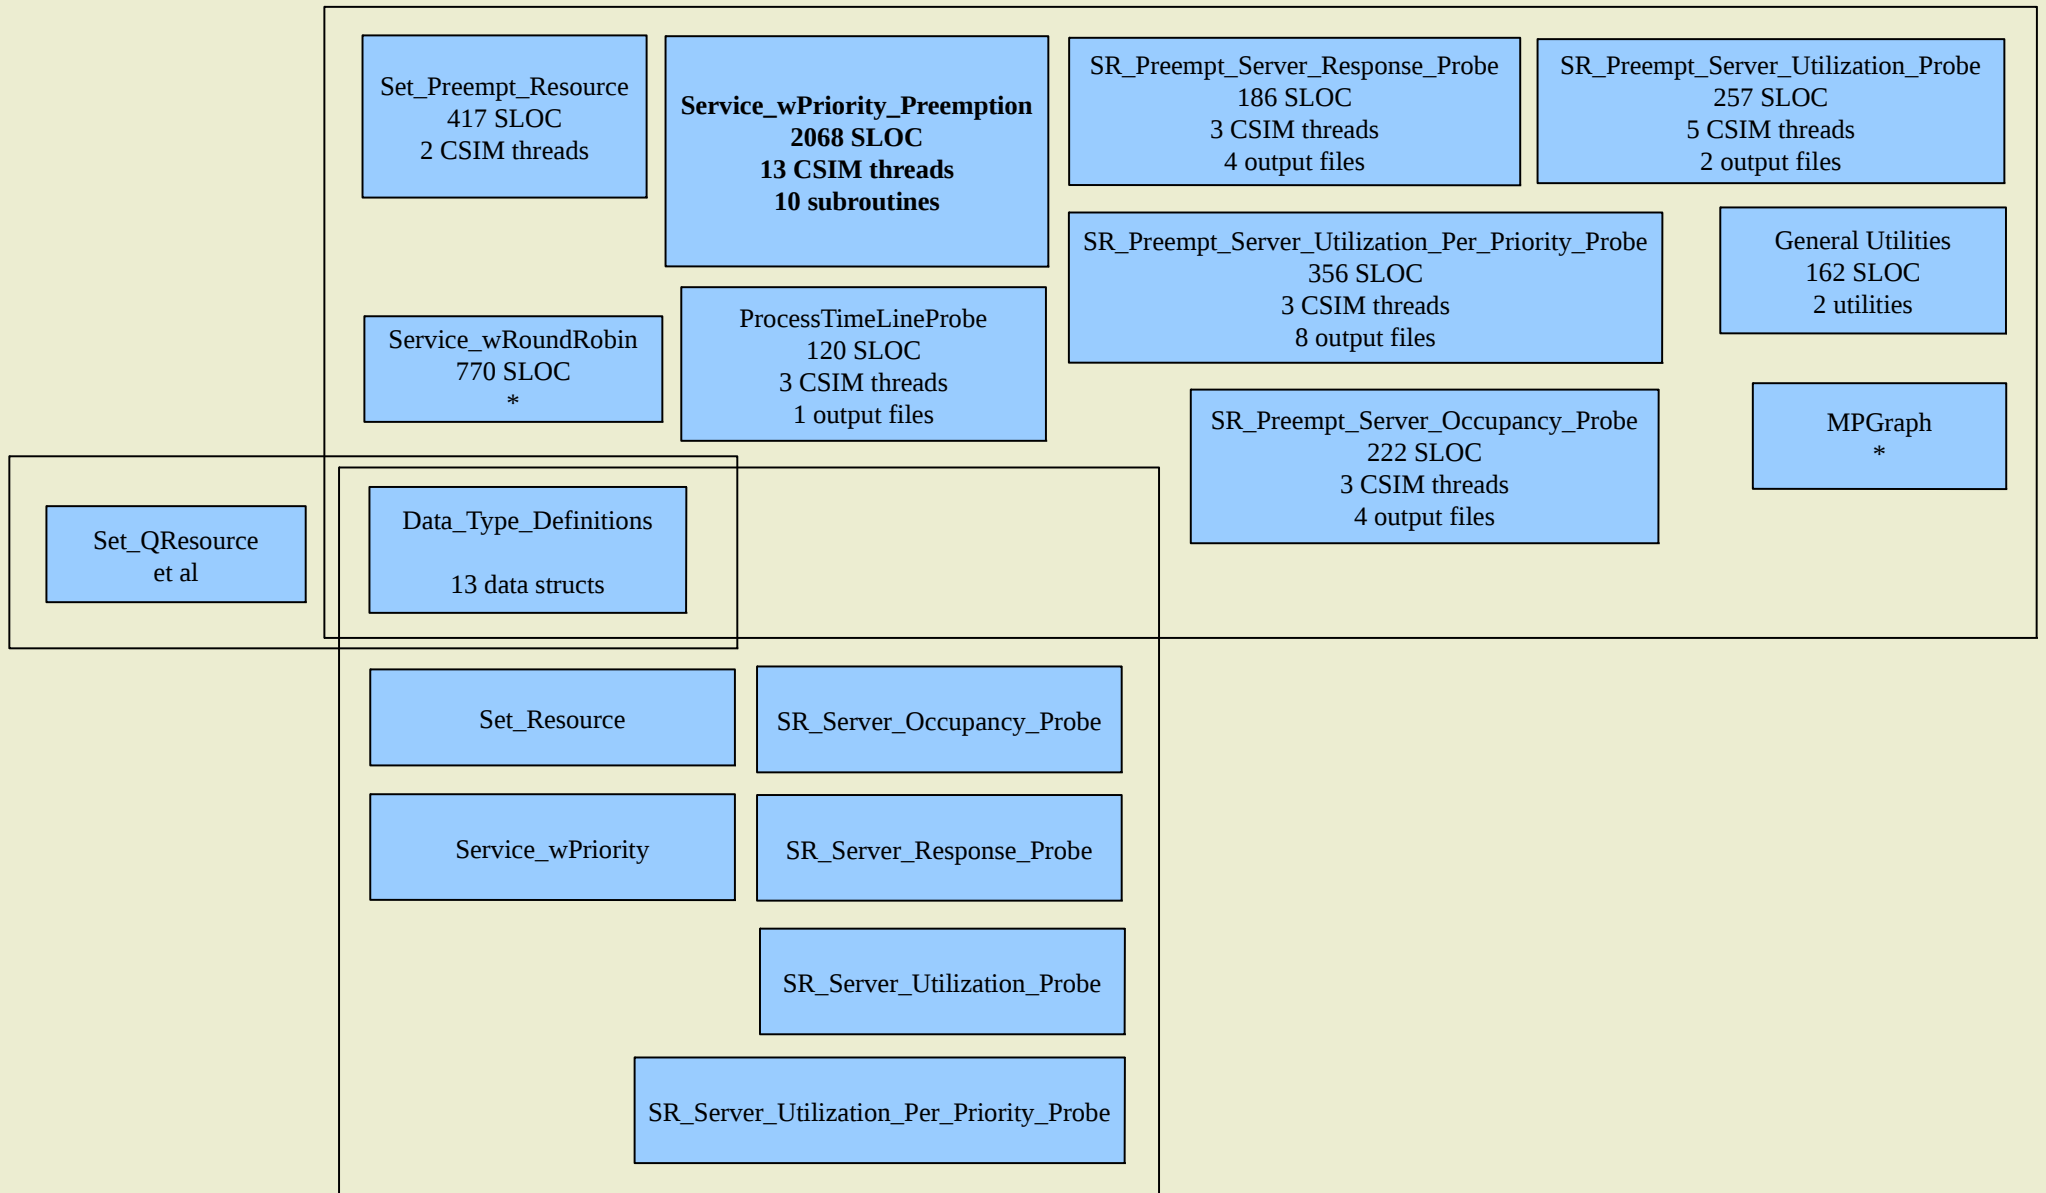 Set_Preempt_Resource
417 SLOC
2 CSIM threads
Service_wPriority_Preemption
2068 SLOC
13 CSIM threads
10 subroutines
SR_Preempt_Server_Response_Probe
186 SLOC
3 CSIM threads
4 output files
SR_Preempt_Server_Utilization_Probe
257 SLOC
5 CSIM threads
2 output files
SR_Preempt_Server_Utilization_Per_Priority_Probe
356 SLOC
3 CSIM threads
8 output files
General Utilities
162 SLOC
2 utilities
Service_wRoundRobin
770 SLOC
*
ProcessTimeLineProbe
120 SLOC
3 CSIM threads
1 output files
SR_Preempt_Server_Occupancy_Probe
222 SLOC
3 CSIM threads
4 output files
MPGraph
*
Set_QResource
et al
Data_Type_Definitions
13 data structs
Set_Resource
SR_Server_Occupancy_Probe
Service_wPriority
SR_Server_Response_Probe
SR_Server_Utilization_Probe
SR_Server_Utilization_Per_Priority_Probe